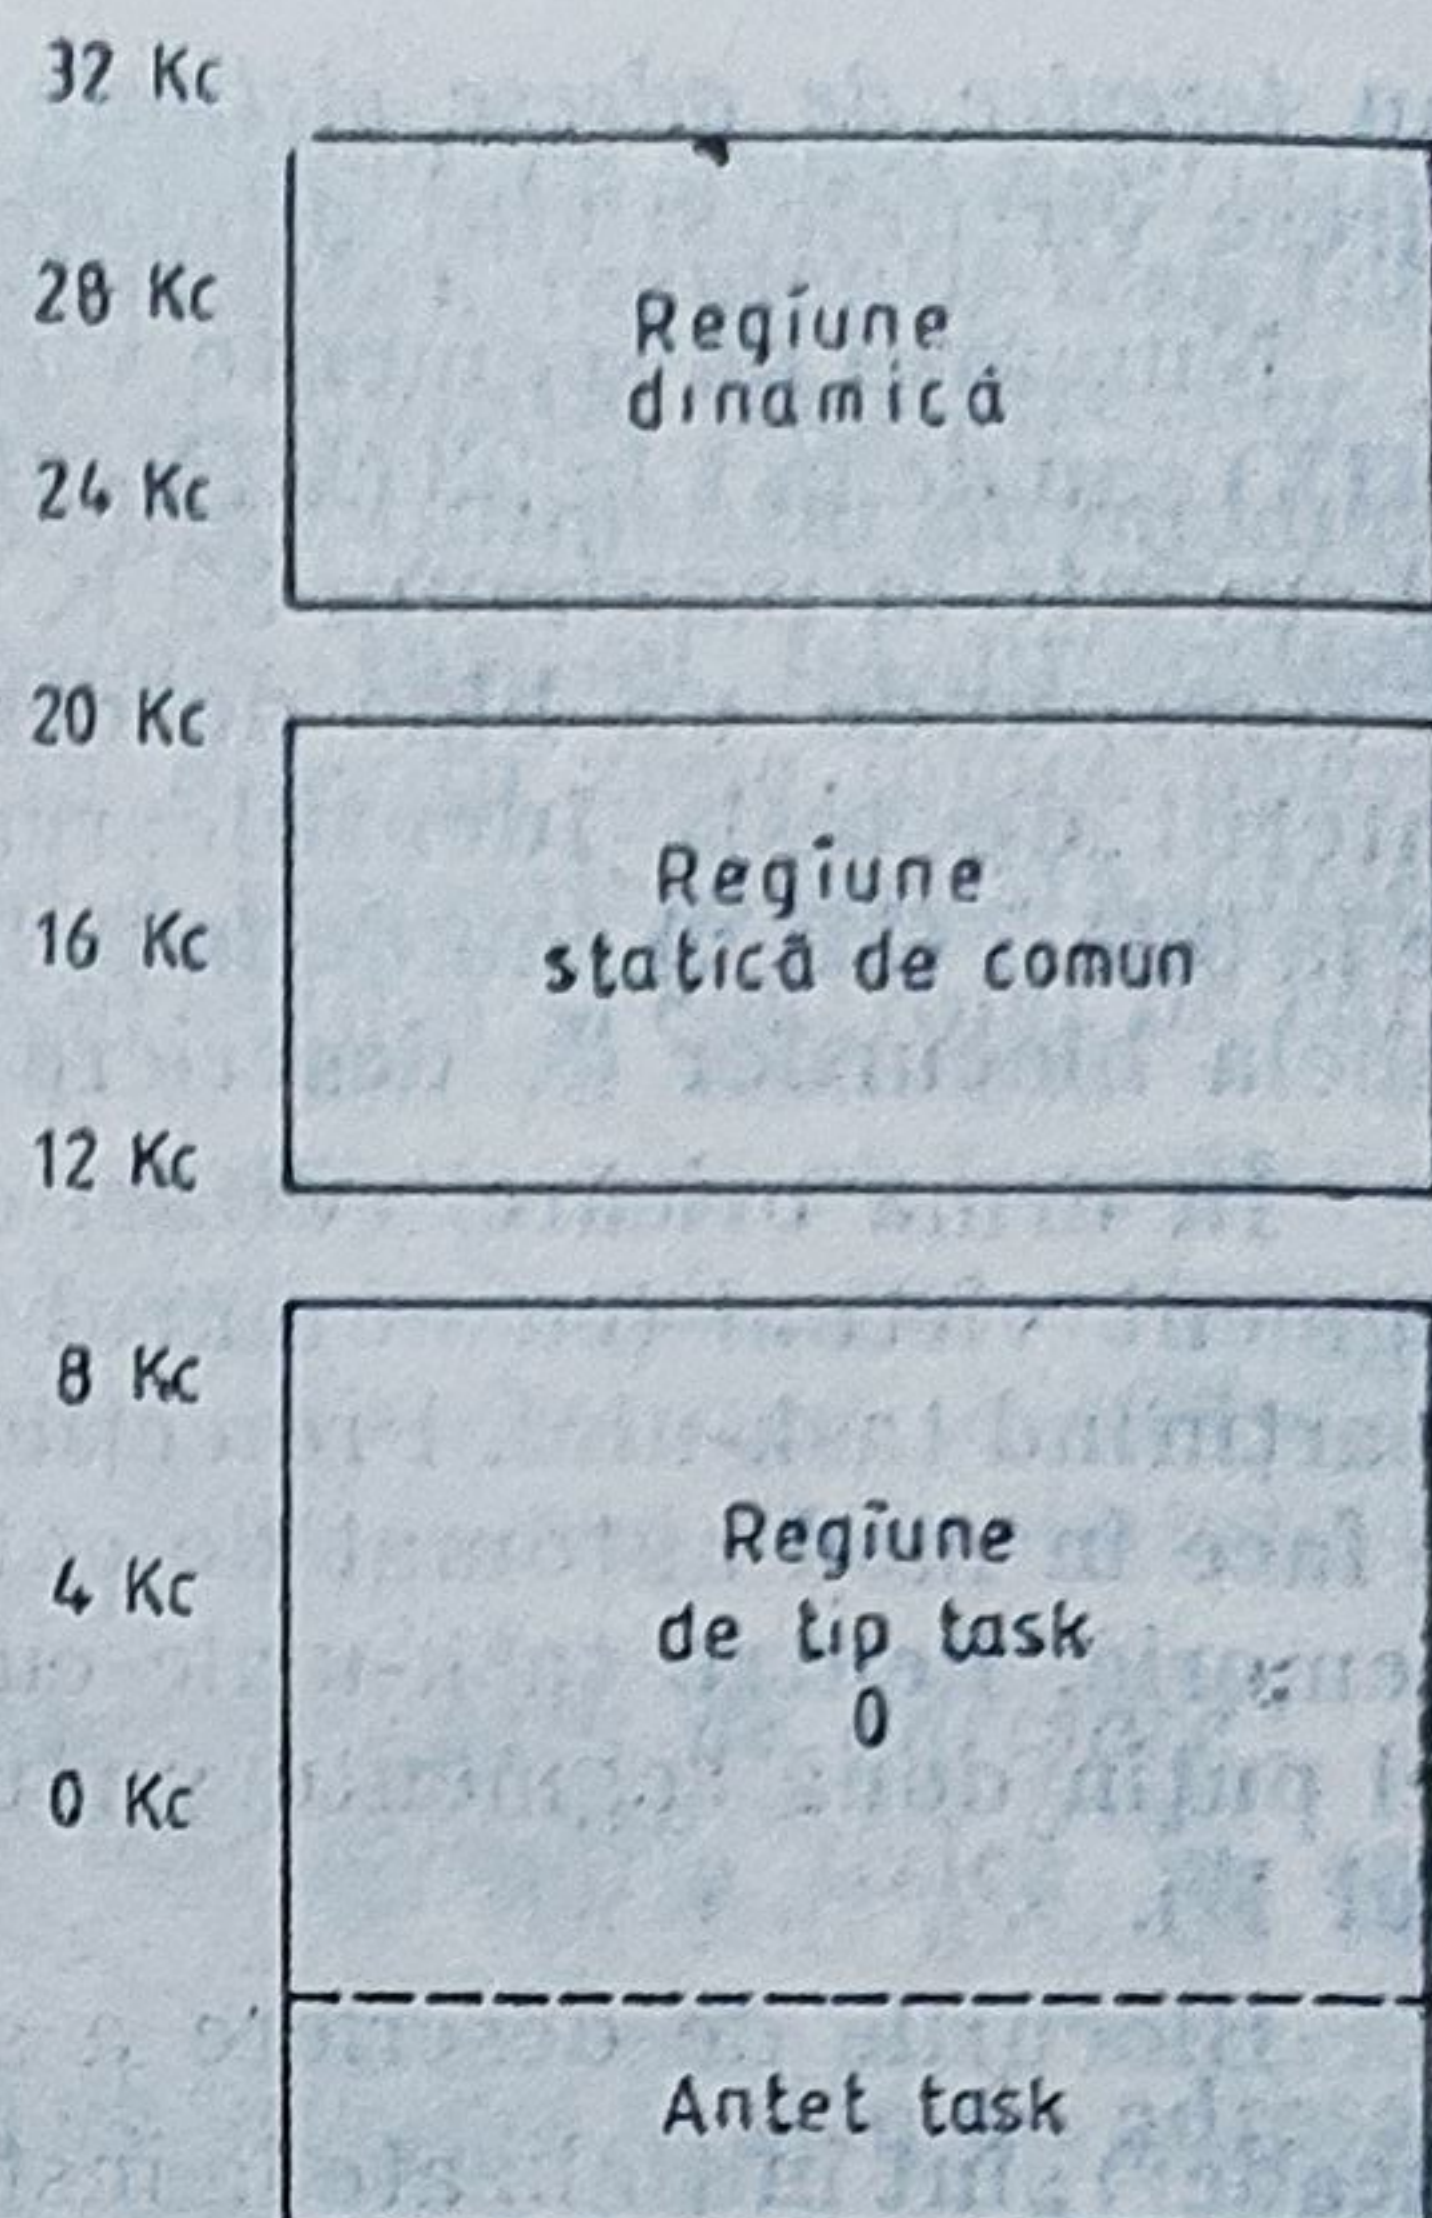 32 Kc
28 Kc
Regiune
dinamică
24 Kc
20 Kc
Regiune
statică de comun
16 Kc
12 Kc
8 Kc
Regiune
de tip task
0
4 Kc
0 Kc
Antet task